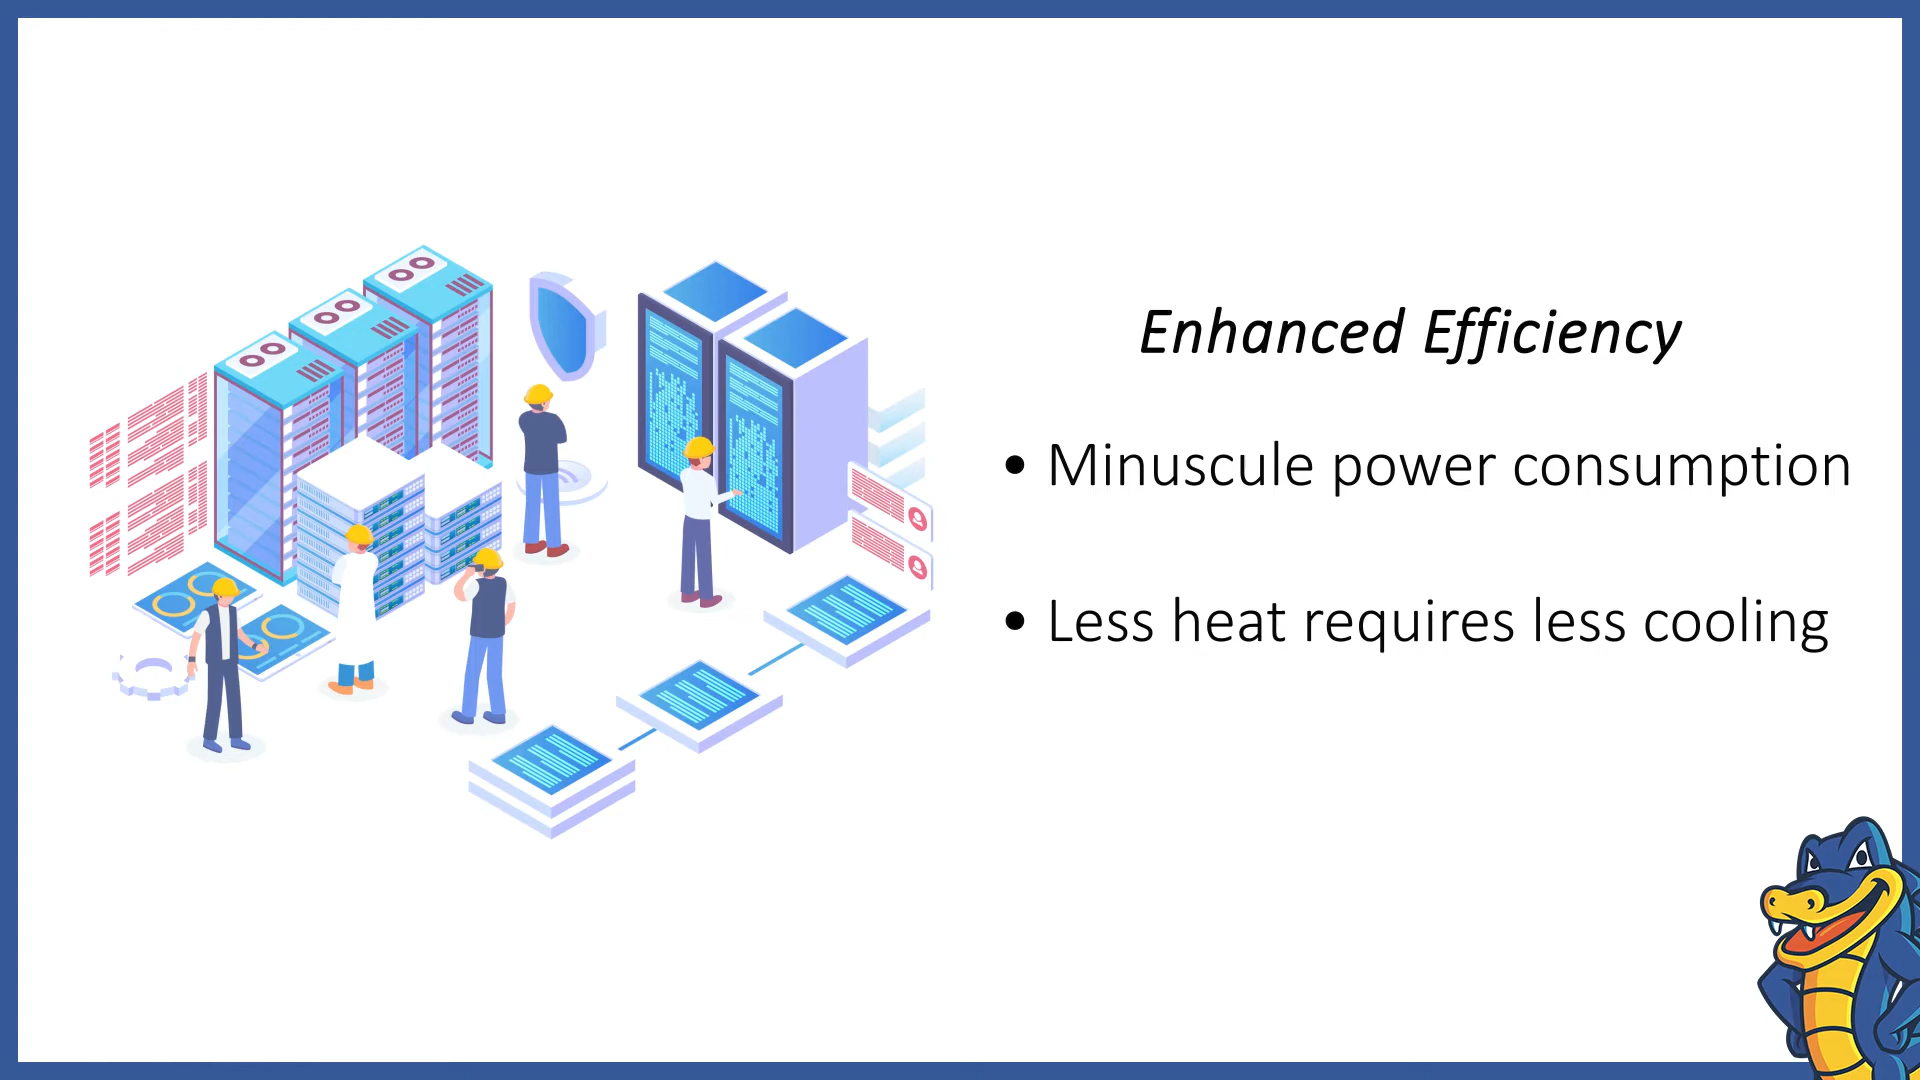 Enhanced Efficiency
• Minuscule power consumption
• Less heat requires less cooling